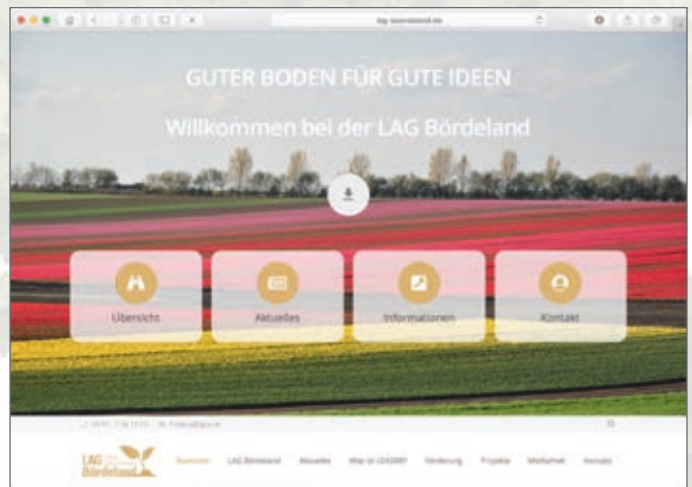 GUTER BODEN FÜR GUTE IDEEN
Willkommen bei der LAG Bördeland
Übersicht
Aktuelles
Informationen
Kontakt
LAG
Bördeland
Startseite LAG Bördeland Aktuelles Was ist LEADER? Förderung Projekte Mediathek Kontakt